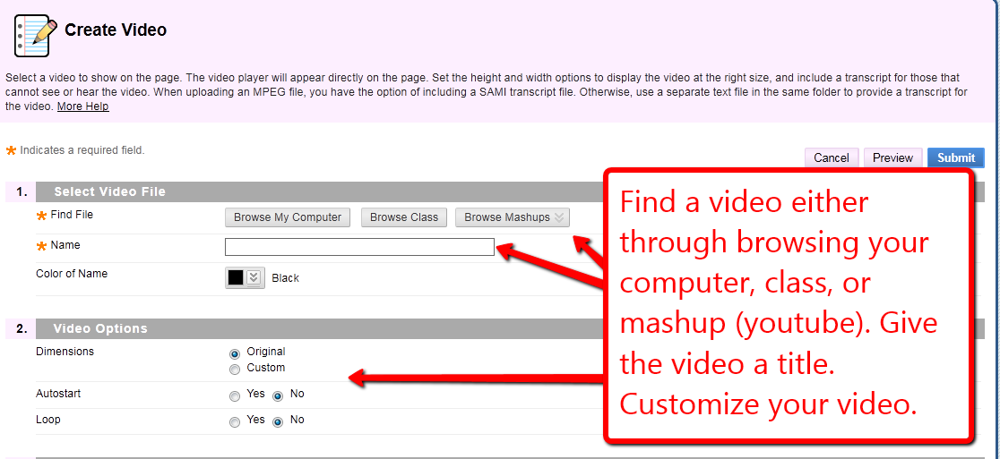 Create Video
Select a video to show on the page. The video player will appear directly on the page. Set the height and width options to display the video at the right size, and include a transcript for those that
cannot see or hear the video. When uploading an MPEG file, you have the option of including a SAMI transcript file. Otherwise, use a separate text file in the same folder to provide a transcript for
the video. More Help
Indicates a required field.
Cancel Preview Submit
1. Select Video File
Find File Browse My Computer Browse Class Browse Mashups
Name
Color of Name Black
Find a video either
through browsing your
computer, class, or
mashup (youtube). Give
the video a title.
Customize your video.
2. Video Options
Dimensions Original
Custom
Autostart Yes No
Loop Yes No